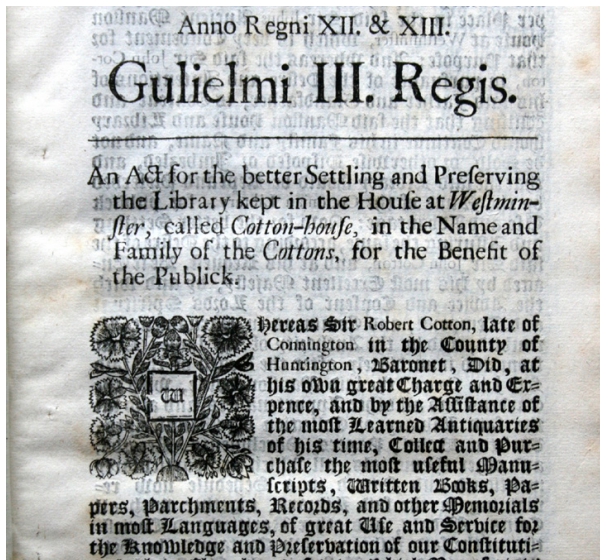 Anno Regni XII. & XIII.
Gulielmi III. Regis.
An Act for the better Settling and Preſerving
the Library kept in the Houſe at Weſtmin-
ſter, called Cotton-houſe, in the Name and
Family of the Cottons, for the Benefit of
the Publick.
Whereas Sir Robert Cotton, late of
Connington in the County of
Huntington, Baronet, Did, at
his own great Charge and Ex-
pence, and by the Aſſiſtance of
the moſt Learned Antiquaries
of his time, Collect and Pur-
chaſe the moſt uſeful Manu-
ſcripts, Written Books, Pa-
pers, Parchments, Records, and other Memorials
in moſt Languages, of great Uſe and Service for
the Knowledge and Preſervation of our Conſtituti-